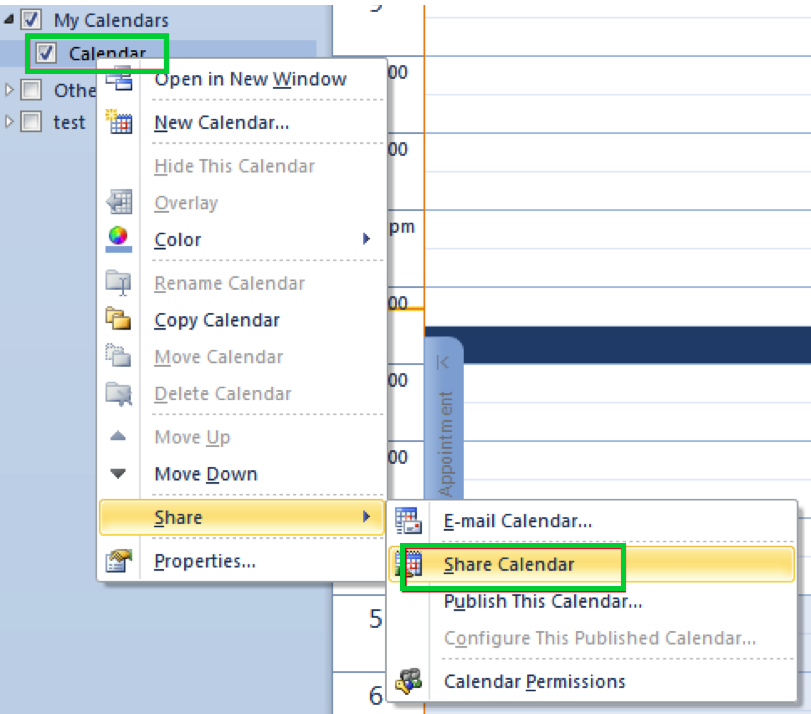 My Calendars
Calendar
Othe
test
Open in New Window
New Calendar...
Hide This Calendar
Overlay
Color
Rename Calendar
Copy Calendar
Move Calendar
Delete Calendar
Move Up
Move Down
Share
Properties...
E-mail Calendar...
Share Calendar
Publish This Calendar...
Configure This Published Calendar...
Calendar Permissions
00
00
pm
00
00
00
5
6
Appointment